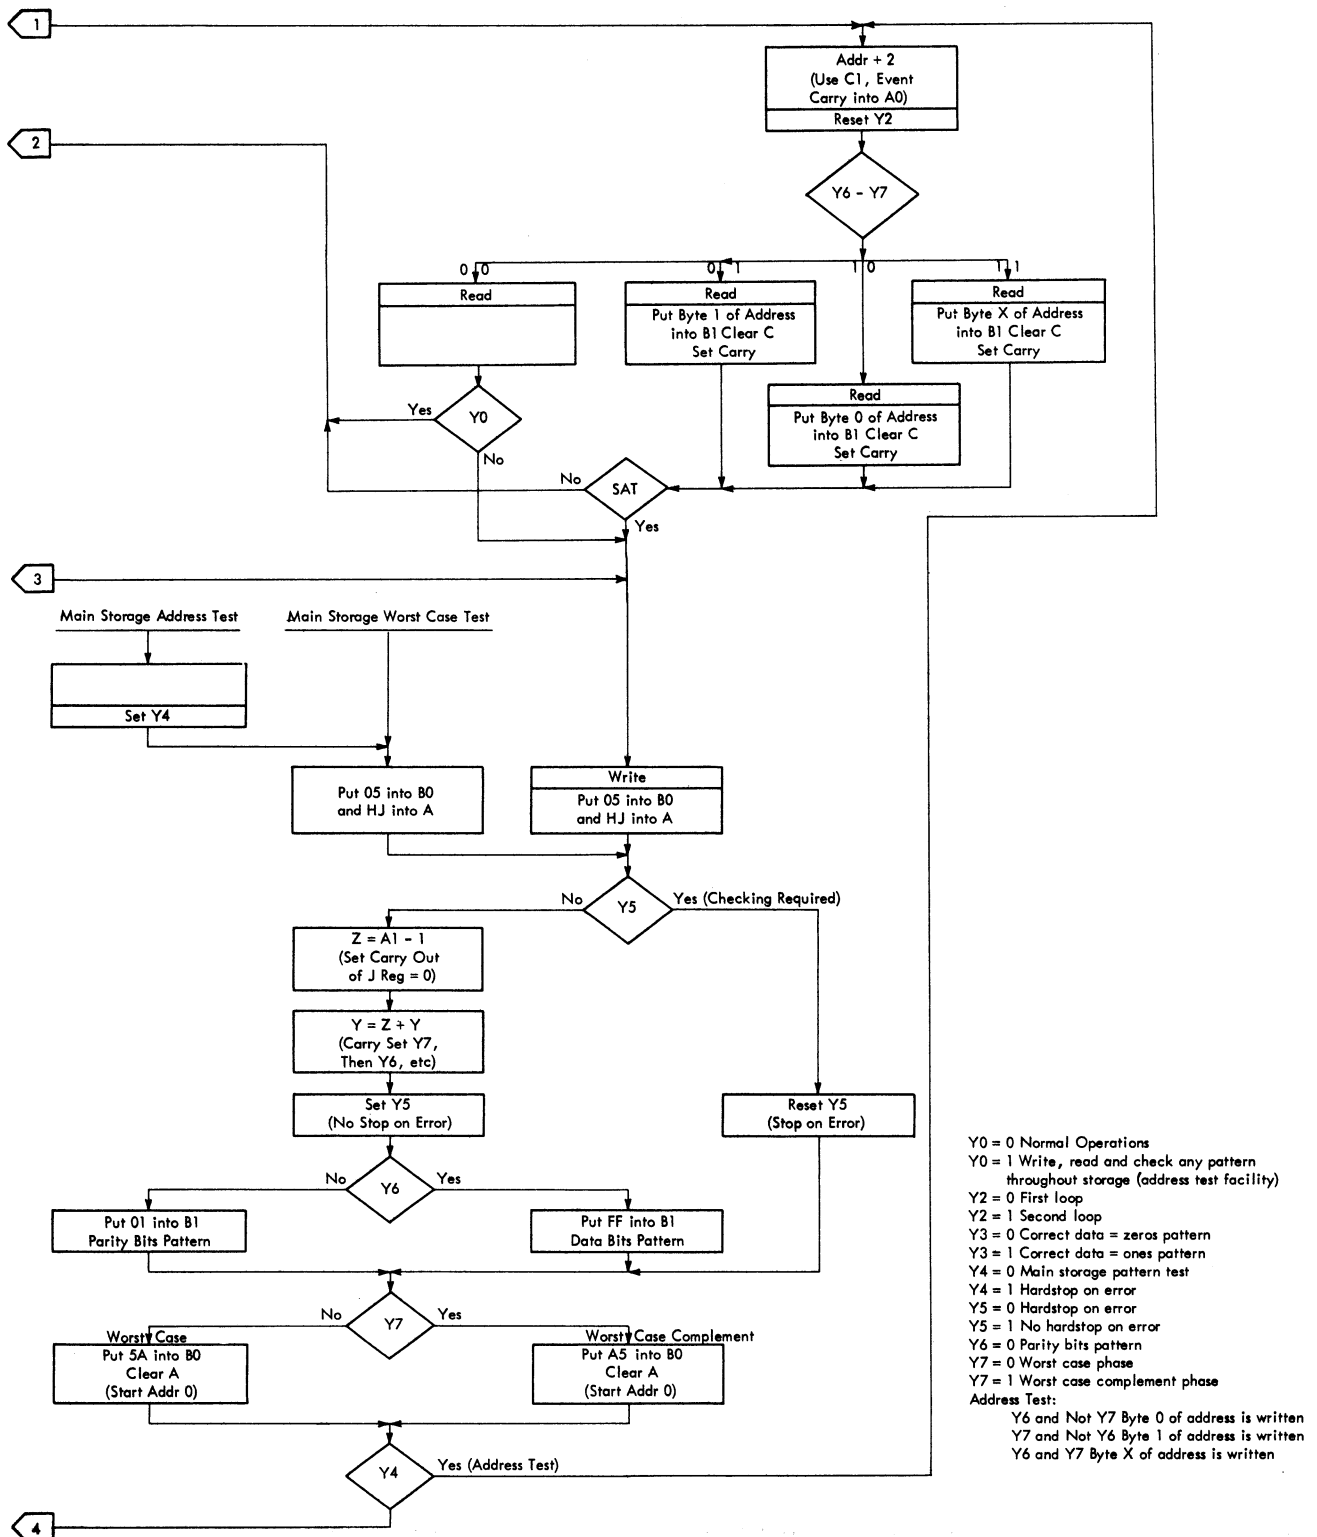 1
Addr + 2
(Use C1, Event
Carry into A0)
Reset Y2
2
Y6 - Y7
0 0
0 1
1 0
1 1
Read
Read
Put Byte 1 of Address
into B1 Clear C
Set Carry
Read
Put Byte X of Address
into B1 Clear C
Set Carry
Read
Put Byte 0 of Address
into B1 Clear C
Set Carry
Yes
Y0
No
No
SAT
Yes
3
Main Storage Address Test
Main Storage Worst Case Test
Set Y4
Put 05 into B0
and HJ into A
Write
Put 05 into B0
and HJ into A
No
Y5
Yes (Checking Required)
Z = A1 - 1
(Set Carry Out
of J Reg = 0)
Y = Z + Y
(Carry Set Y7,
Then Y6, etc)
Set Y5
(No Stop on Error)
Reset Y5
(Stop on Error)
No
Y6
Yes
Put 01 into B1
Parity Bits Pattern
Put FF into B1
Data Bits Pattern
No
Y7
Yes
Worst Case
Put 5A into B0
Clear A
(Start Addr 0)
Worst Case Complement
Put A5 into B0
Clear A
(Start Addr 0)
Y4
Yes (Address Test)
4
Y0 = 0 Normal Operations
Y0 = 1 Write, read and check any pattern
throughout storage (address test facility)
Y2 = 0 First loop
Y2 = 1 Second loop
Y3 = 0 Correct data = zeros pattern
Y3 = 1 Correct data = ones pattern
Y4 = 0 Main storage pattern test
Y4 = 1 Hardstop on error
Y5 = 0 Hardstop on error
Y5 = 1 No hardstop on error
Y6 = 0 Parity bits pattern
Y7 = 0 Worst case phase
Y7 = 1 Worst case complement phase
Address Test:
Y6 and Not Y7 Byte 0 of address is written
Y7 and Not Y6 Byte 1 of address is written
Y6 and Y7 Byte X of address is written